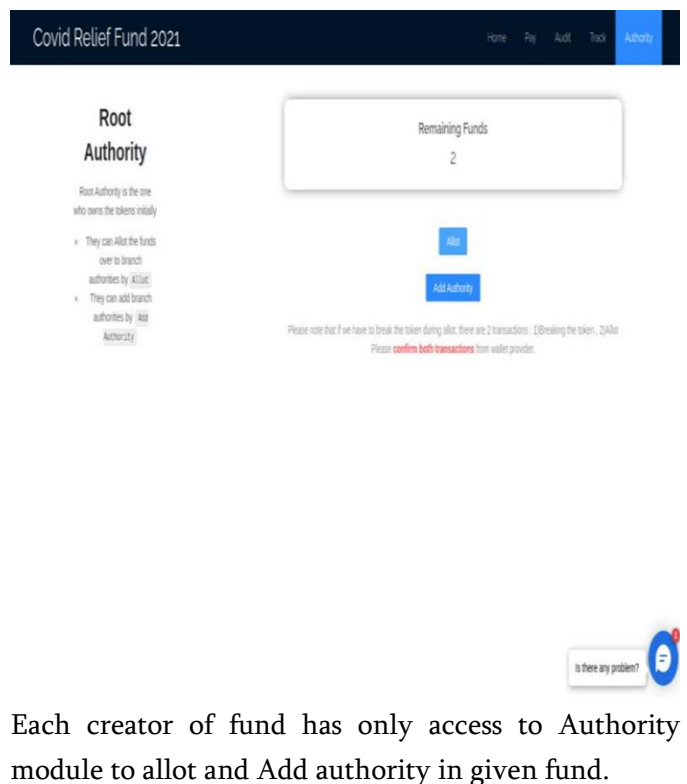 Covid Relief Fund 2021
Home Pay Audit Track Authority
Root
Authority
Root Authority is the one
who owns the tokens initially
They can Allot the funds
over to branch
authorities by Allot
They can add branch
authorities by Add
Authority
Remaining Funds
2
Allot
Add Authority
Please note that if we have to break the token during allot, there are 2 transactions : 1)Breaking the token , 2)Allot
Please confirm both transactions from wallet provider.
Is there any problem?
1
Each creator of fund has only access to Authority
module to allot and Add authority in given fund.